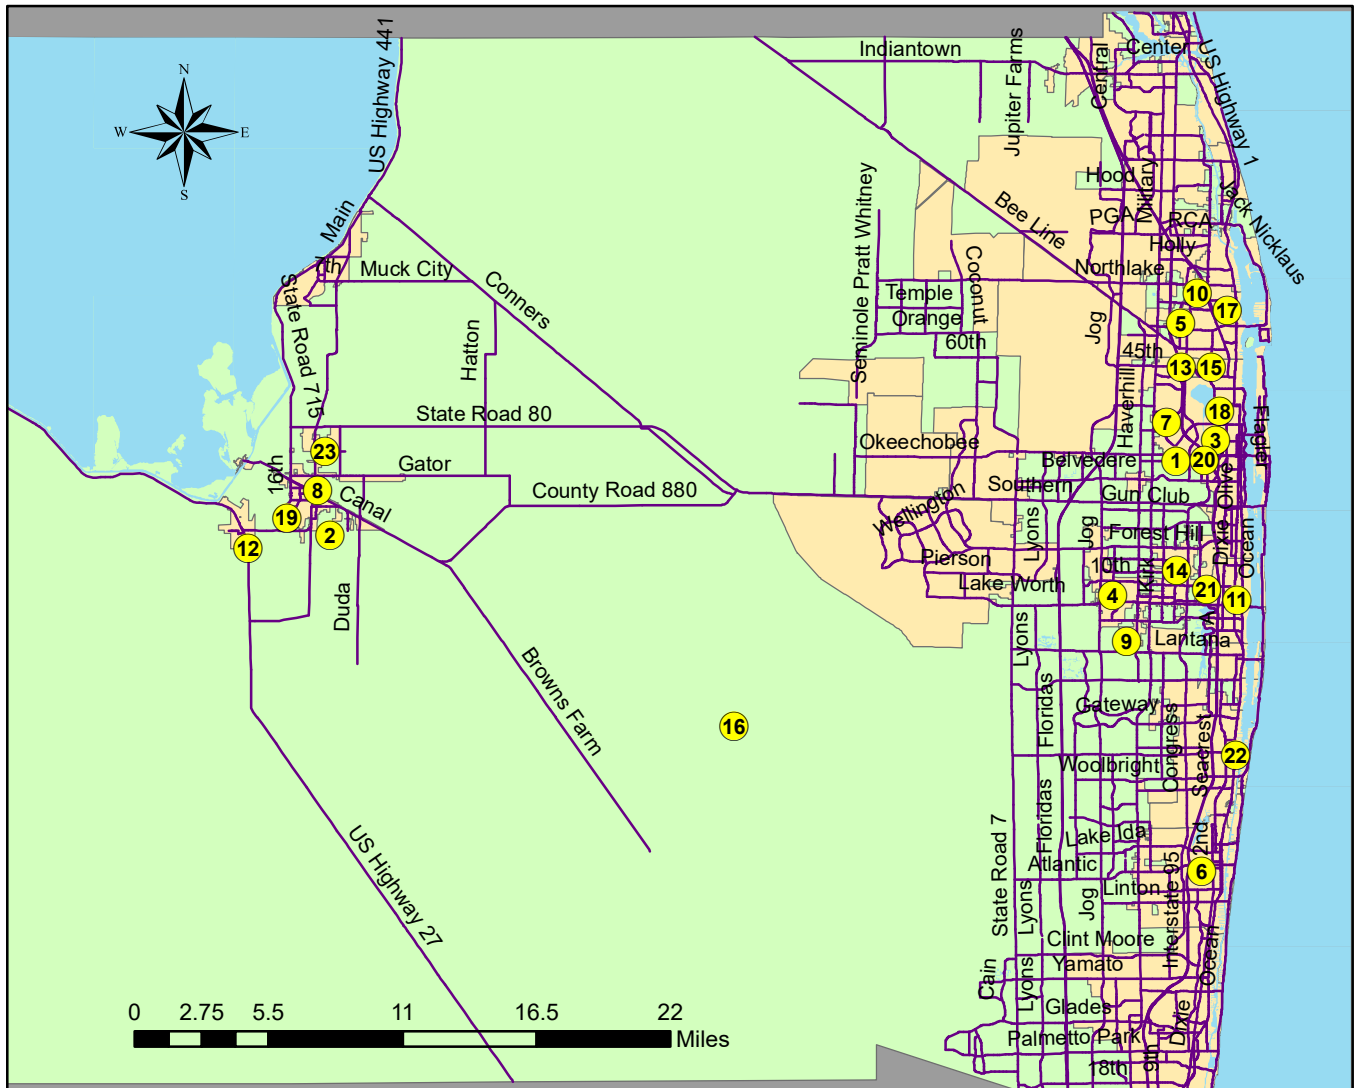 Indiantown
Center
US Highway 441
Jupiter Farms
Central
US Highway 1
N
W
E
S
Hood
Military
Jack Nicklaus
Seminole Pratt Whitney
Bee Line
PGA
RCA
Main
Holly
7th
Muck City
Coconut
Northlake
State Road 715
Conners
Temple
10
17
Orange
5
Hatton
60th
Jog
45th
13
15
Haverhill
State Road 80
18
7
Flagler
Okeechobee
3
23
16th
Gator
Belvedere
1
20
8
Canal
County Road 880
Southern
Gun Club
Olive
Wellington
19
2
Lyons
Jog
Forest Hill
Dixie
Ocean
12
Pierson
10th
Kirk
14
Lake Worth
4
21
11
Duda
A
Lyons
9
Lantana
Browns Farm
Floridas
Gateway
16
Congress
Seacrest
22
Woolbright
Floridas
Lake Ida
2nd
State Road 7
Atlantic
6
Interstate 95
Linton
US Highway 27
Lyons
Jog
Clint Moore
Ocean
Yamato
Cain
Lyons
Glades
Dixie
0
2.75
5.5
11
16.5
22
Miles
Palmetto Park
9th
18th